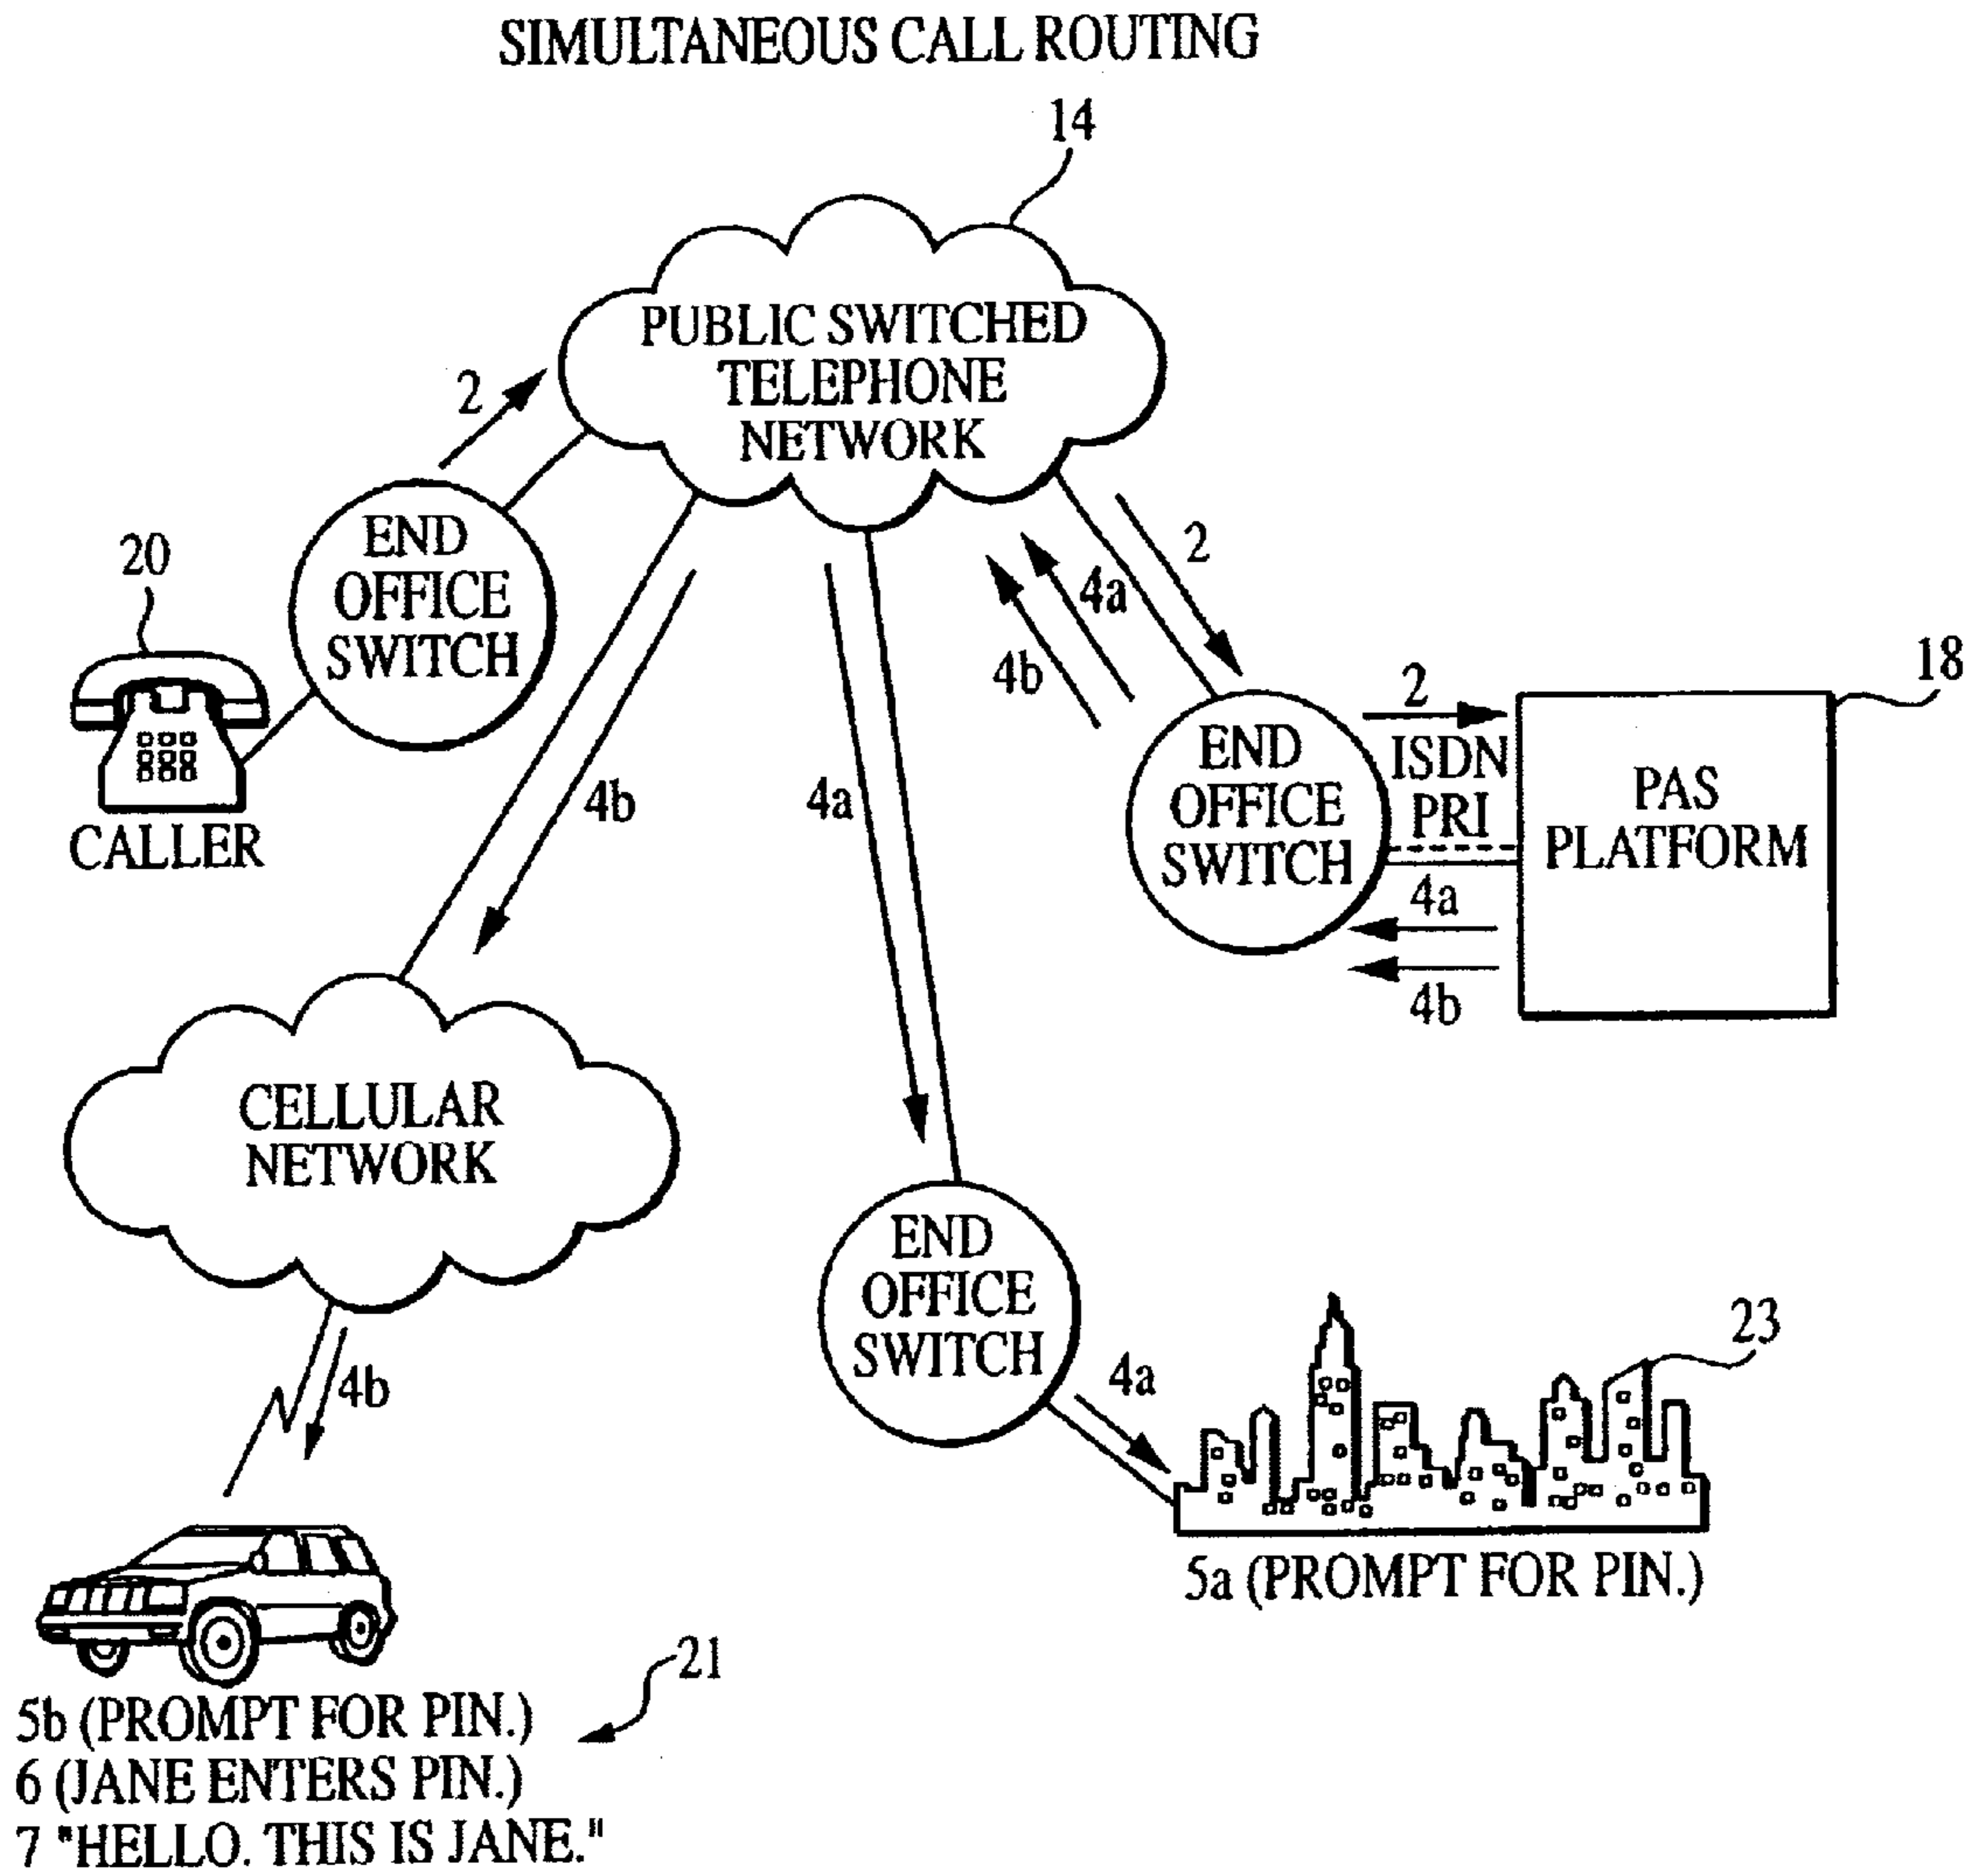 SIMULTANEOUS CALL ROUTING
14
PUBLIC SWITCHED
TELEPHONE
NETWORK
2
END
OFFICE
SWITCH
20
CALLER
2
4a
4b
4b
4a
END
OFFICE
SWITCH
2
ISDN
PRI
4a
4b
18
PAS
PLATFORM
CELLULAR
NETWORK
4b
END
OFFICE
SWITCH
4a
23
5a (PROMPT FOR PIN.)
21
5b (PROMPT FOR PIN.)
6 (JANE ENTERS PIN.)
7 "HELLO. THIS IS JANE."